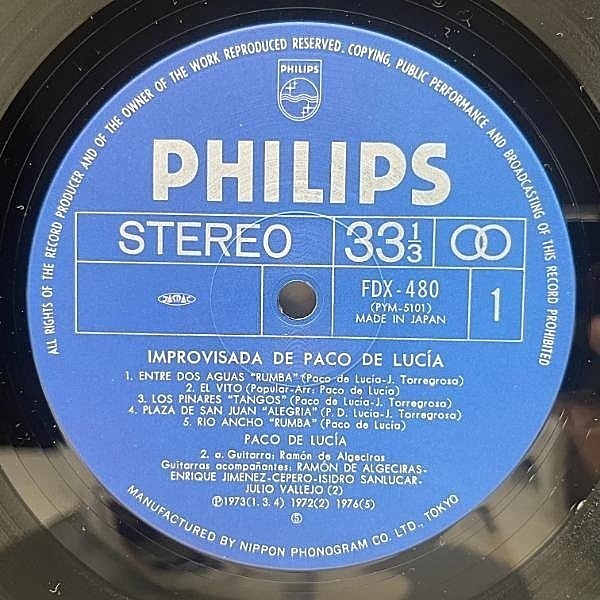 ALL RIGHTS OF THE RECORD PRODUCER AND OF THE OWNER OF THE WORK REPRODUCED RESERVED. COPYING, PUBLIC PERFORMANCE AND BROADCASTING OF THIS RECORD PROHIBITED
PHILIPS
PHILIPS
STEREO 33 1/3
JASRAC
FDX-480
(PYM-5101)
MADE IN JAPAN
1
IMPROVISADA DE PACO DE LUCÍA
1. ENTRE DOS AGUAS "RUMBA" (Paco de Lucía-J. Torregrosa)
2. EL VITO (Popular-Arr: Paco de Lucía)
3. LOS PINARES "TANGOS" (Paco de Lucía-J. Torregrosa)
4. PLAZA DE SAN JUAN "ALEGRIA" (P. D. Lucía-J. Torregrosa)
5. RIO ANCHO "RUMBA" (Paco de Lucía)
PACO DE LUCÍA
2. a. Guitarra: Ramón de Algeciras
Guitarras acompañantes: RAMÓN DE ALGECIRAS-
ENRIQUE JIMENEZ-CEPERO-ISIDRO SANLUCAR-
JULIO VALLEJO (2)
Ⓟ1973(1. 3. 4) 1972(2) 1976(5)
Ⓢ
MANUFACTURED BY NIPPON PHONOGRAM CO. LTD., TOKYO